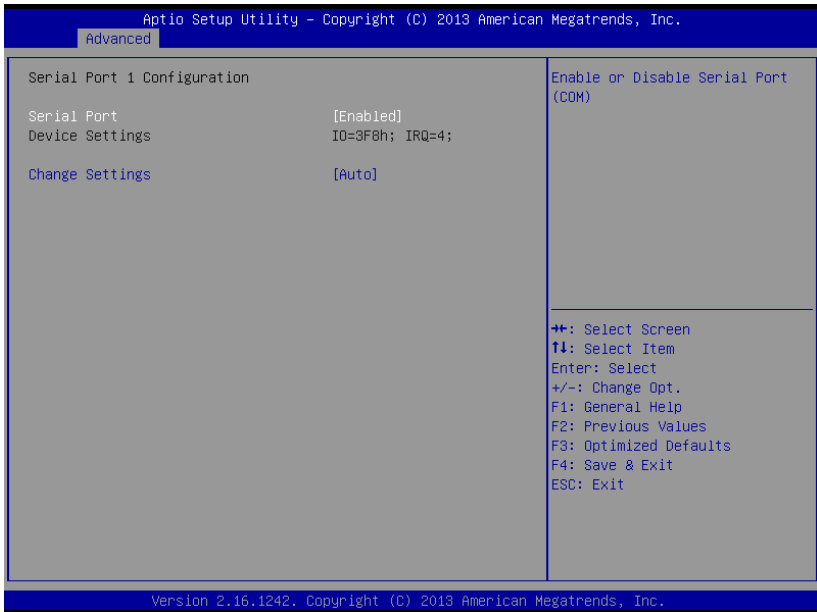 Aptio Setup Utility – Copyright (C) 2013 American Megatrends, Inc.
Advanced
Serial Port 1 Configuration
Serial Port [Enabled]
Device Settings IO=3F8h; IRQ=4;
Change Settings [Auto]
Enable or Disable Serial Port
(COM)
→←: Select Screen
↑↓: Select Item
Enter: Select
+/-: Change Opt.
F1: General Help
F2: Previous Values
F3: Optimized Defaults
F4: Save & Exit
ESC: Exit
Version 2.16.1242. Copyright (C) 2013 American Megatrends, Inc.